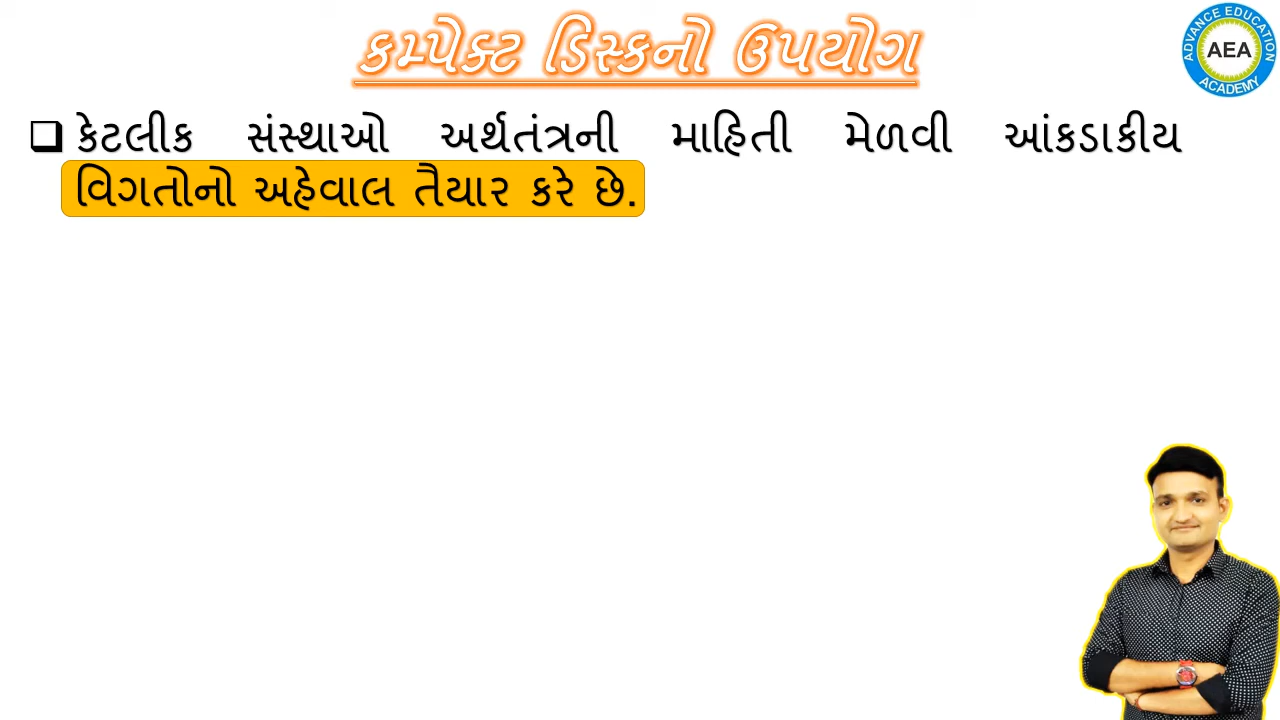 કમ્પેક્ટ ડિસ્કનો ઉપયોગ
ADVANCE EDUCATION
AEA
ACADEMY
❑ કેટલીક સંસ્થાઓ અર્થતંત્રની માહિતી મેળવી આંકડાકીય
વિગતોનો અહેવાલ તૈયાર કરે છે.